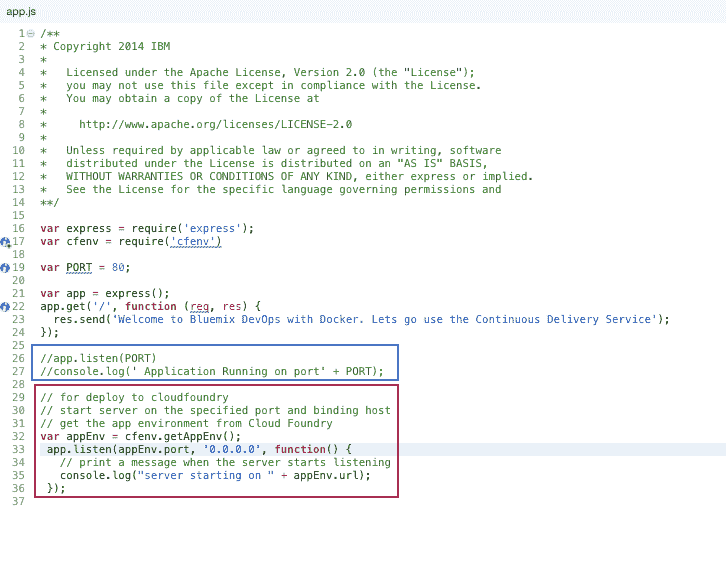 app.js
1 /**
2 * Copyright 2014 IBM
3 *
4 *   Licensed under the Apache License, Version 2.0 (the "License");
5 *   you may not use this file except in compliance with the License.
6 *   You may obtain a copy of the License at
7 *
8 *     http://www.apache.org/licenses/LICENSE-2.0
9 *
10 *   Unless required by applicable law or agreed to in writing, software
11 *   distributed under the License is distributed on an "AS IS" BASIS,
12 *   WITHOUT WARRANTIES OR CONDITIONS OF ANY KIND, either express or implied.
13 *   See the License for the specific language governing permissions and
14 **/
15
16 var express = require('express');
17 var cfenv = require('cfenv')
18
19 var PORT = 80;
20
21 var app = express();
22 app.get('/', function (req, res) {
23   res.send('Welcome to Bluemix DevOps with Docker. Lets go use the Continuous Delivery Service');
24 });
25
26 //app.listen(PORT)
27 //console.log(' Application Running on port' + PORT);
28
29 // for deploy to cloudfoundry
30 // start server on the specified port and binding host
31 // get the app environment from Cloud Foundry
32 var appEnv = cfenv.getAppEnv();
33  app.listen(appEnv.port, '0.0.0.0', function() {
34    // print a message when the server starts listening
35    console.log("server starting on " + appEnv.url);
36  });
37